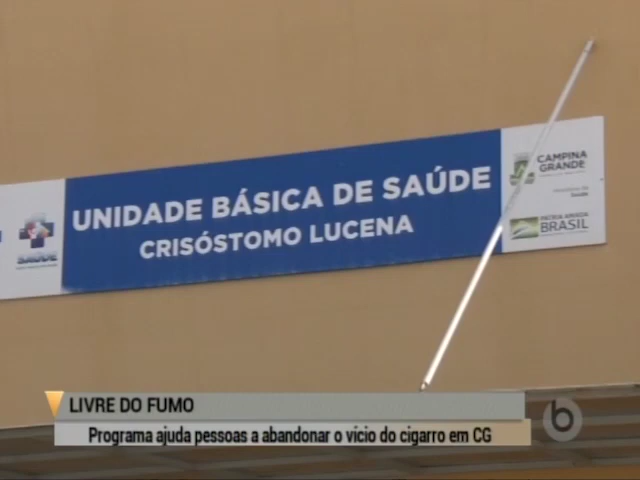 UNIDADE BÁSICA DE SAÚDE
CRISÓSTOMO LUCENA
SAÚDE
CAMPINA
GRANDE
PÁTRIA AMADA
BRASIL
LIVRE DO FUMO
Programa ajuda pessoas a abandonar o vício do cigarro em CG
b